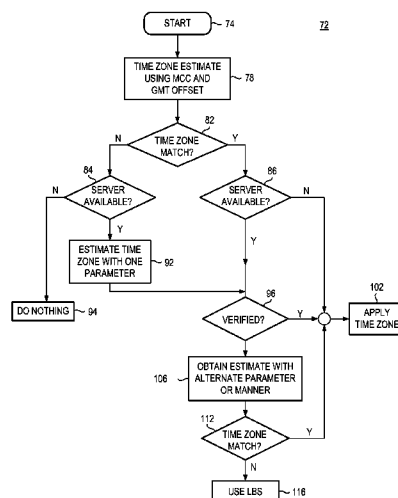 START
74
72
TIME ZONE ESTIMATE
USING MCC AND
GMT OFFSET
78
82
N
TIME ZONE
MATCH?
Y
84
86
N
SERVER
AVAILABLE?
SERVER
AVAILABLE?
N
Y
ESTIMATE TIME
ZONE WITH ONE
PARAMETER
92
Y
DO NOTHING
94
96
VERIFIED?
Y
102
APPLY
TIME ZONE
106
OBTAIN ESTIMATE WITH
ALTERNATE PARAMETER
OR MANNER
112
TIME ZONE
MATCH?
Y
N
USE LBS
116